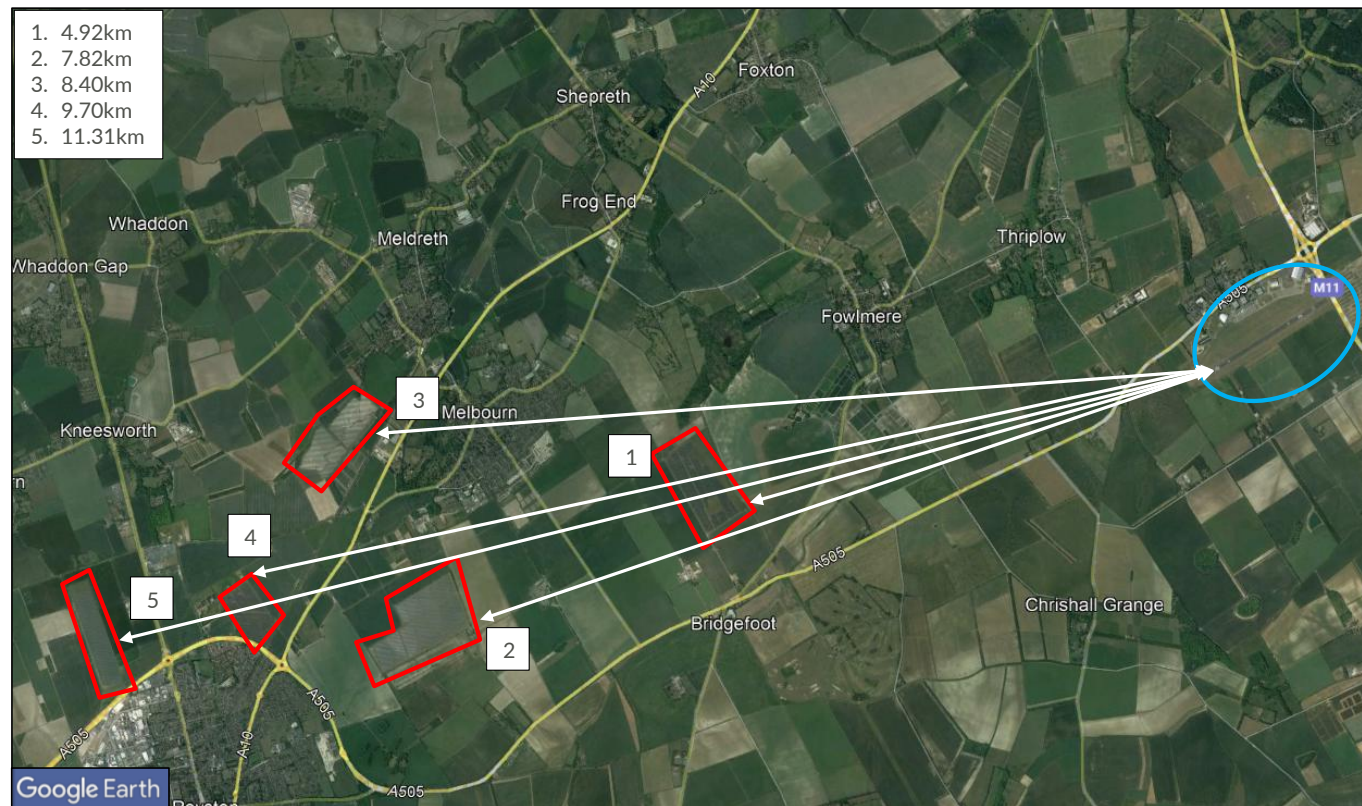 1. 4.92km
2. 7.82km
3. 8.40km
4. 9.70km
5. 11.31km
Foxton
A10
Shepreth
Frog End
Whaddon
Meldreth
Thriplow
Whaddon Gap
M11
A505
Fowlmere
3
Melbourn
Kneesworth
1
rn
4
A505
5
Chrishall Grange
Bridgefoot
2
A505
A505
A10
Google Earth
A505
Royston